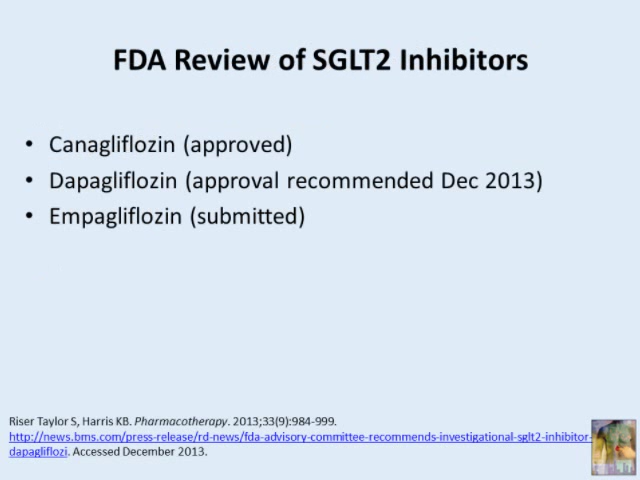 FDA Review of SGLT2 Inhibitors
• Canagliflozin (approved)
• Dapagliflozin (approval recommended Dec 2013)
• Empagliflozin (submitted)
Riser Taylor S, Harris KB. Pharmacotherapy. 2013;33(9):984-999.
http://news.bms.com/press-release/rd-news/fda-advisory-committee-recommends-investigational-sglt2-inhibitor-
dapagliflozi. Accessed December 2013.